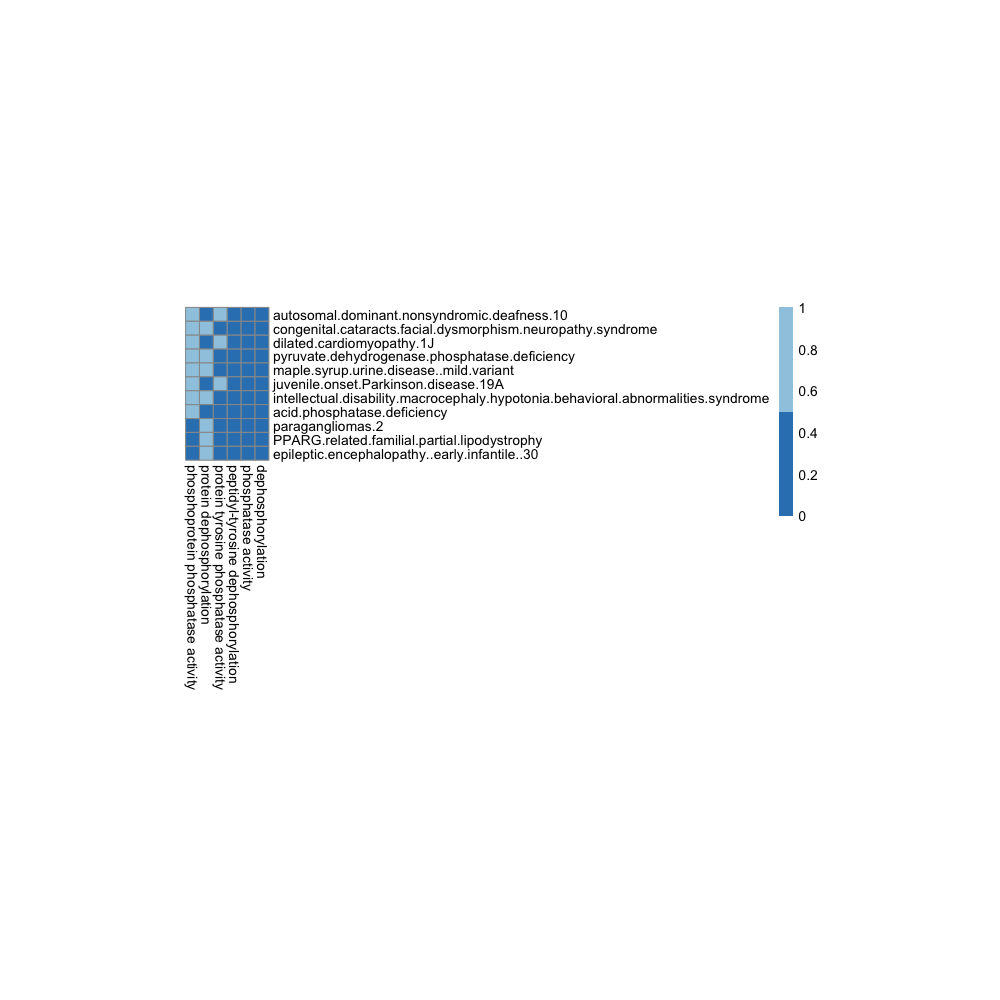 autosomal.dominant.nonsyndromic.deafness.10
congenital.cataracts.facial.dysmorphism.neuropathy.syndrome
dilated.cardiomyopathy.1J
pyruvate.dehydrogenase.phosphatase.deficiency
maple.syrup.urine.disease..mild.variant
juvenile.onset.Parkinson.disease.19A
intellectual.disability.macrocephaly.hypotonia.behavioral.abnormalities.syndrome
acid.phosphatase.deficiency
paragangliomas.2
PPARG.related.familial.partial.lipodystrophy
epileptic.encephalopathy..early.infantile..30
phosphoprotein phosphatase activity
protein dephosphorylation
protein tyrosine phosphatase activity
peptidyl-tyrosine dephosphorylation
phosphatase activity
dephosphorylation
1
0.8
0.6
0.4
0.2
0